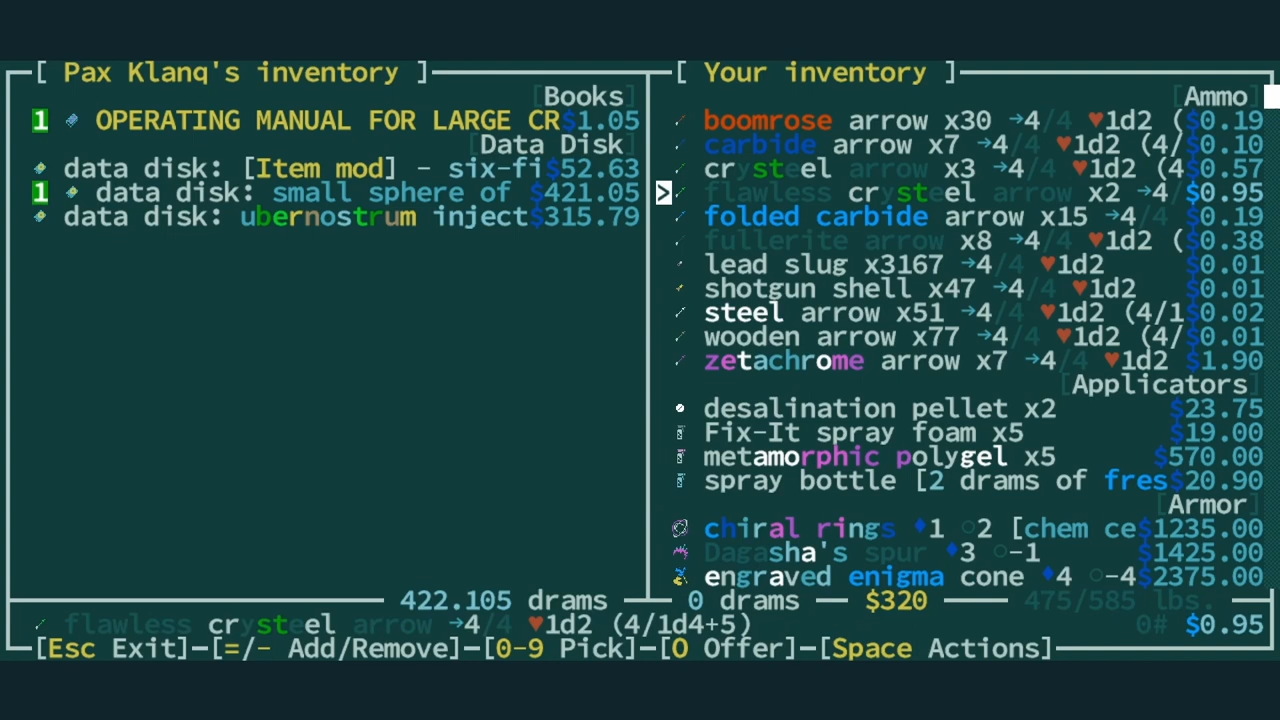 [ Pax Klanq's inventory ]
[Books]
1 OPERATING MANUAL FOR LARGE CR$1.05
[Data Disk]
data disk: [Item mod] - six-fi$52.63
1 data disk: small sphere of $421.05
data disk: ubernostrum inject$315.79
422.105 drams
[ Your inventory ]
[Ammo]
boomrose arrow x30 →4/4 ♥1d2 ($0.19
carbide arrow x7 →4/4 ♥1d2 (4/$0.10
crysteel arrow x3 →4/4 ♥1d2 (4$0.57
> flawless crysteel arrow x2 →4/$0.95
folded carbide arrow x15 →4/4 $0.19
fullerite arrow x8 →4/4 ♥1d2 ($0.38
lead slug x3167 →4/4 ♥1d2 $0.01
shotgun shell x47 →4/4 ♥1d2 $0.01
steel arrow x51 →4/4 ♥1d2 (4/1$0.02
wooden arrow x77 →4/4 ♥1d2 (4/$0.01
zetachrome arrow x7 →4/4 ♥1d2 $1.90
[Applicators]
desalination pellet x2 $23.75
Fix-It spray foam x5 $19.00
metamorphic polygel x5 $570.00
spray bottle [2 drams of fres$20.90
[Armor]
chiral rings ♦1 ○2 [chem ce$1235.00
Dagasha's spur ♦3 ○-1 $1425.00
engraved enigma cone ♦4 ○-4$2375.00
0 drams — $320 475/585 lbs.
flawless crysteel arrow →4/4 ♥1d2 (4/1d4+5) 0# $0.95
[Esc Exit]-[=/- Add/Remove]-[0-9 Pick]-[O Offer]-[Space Actions]